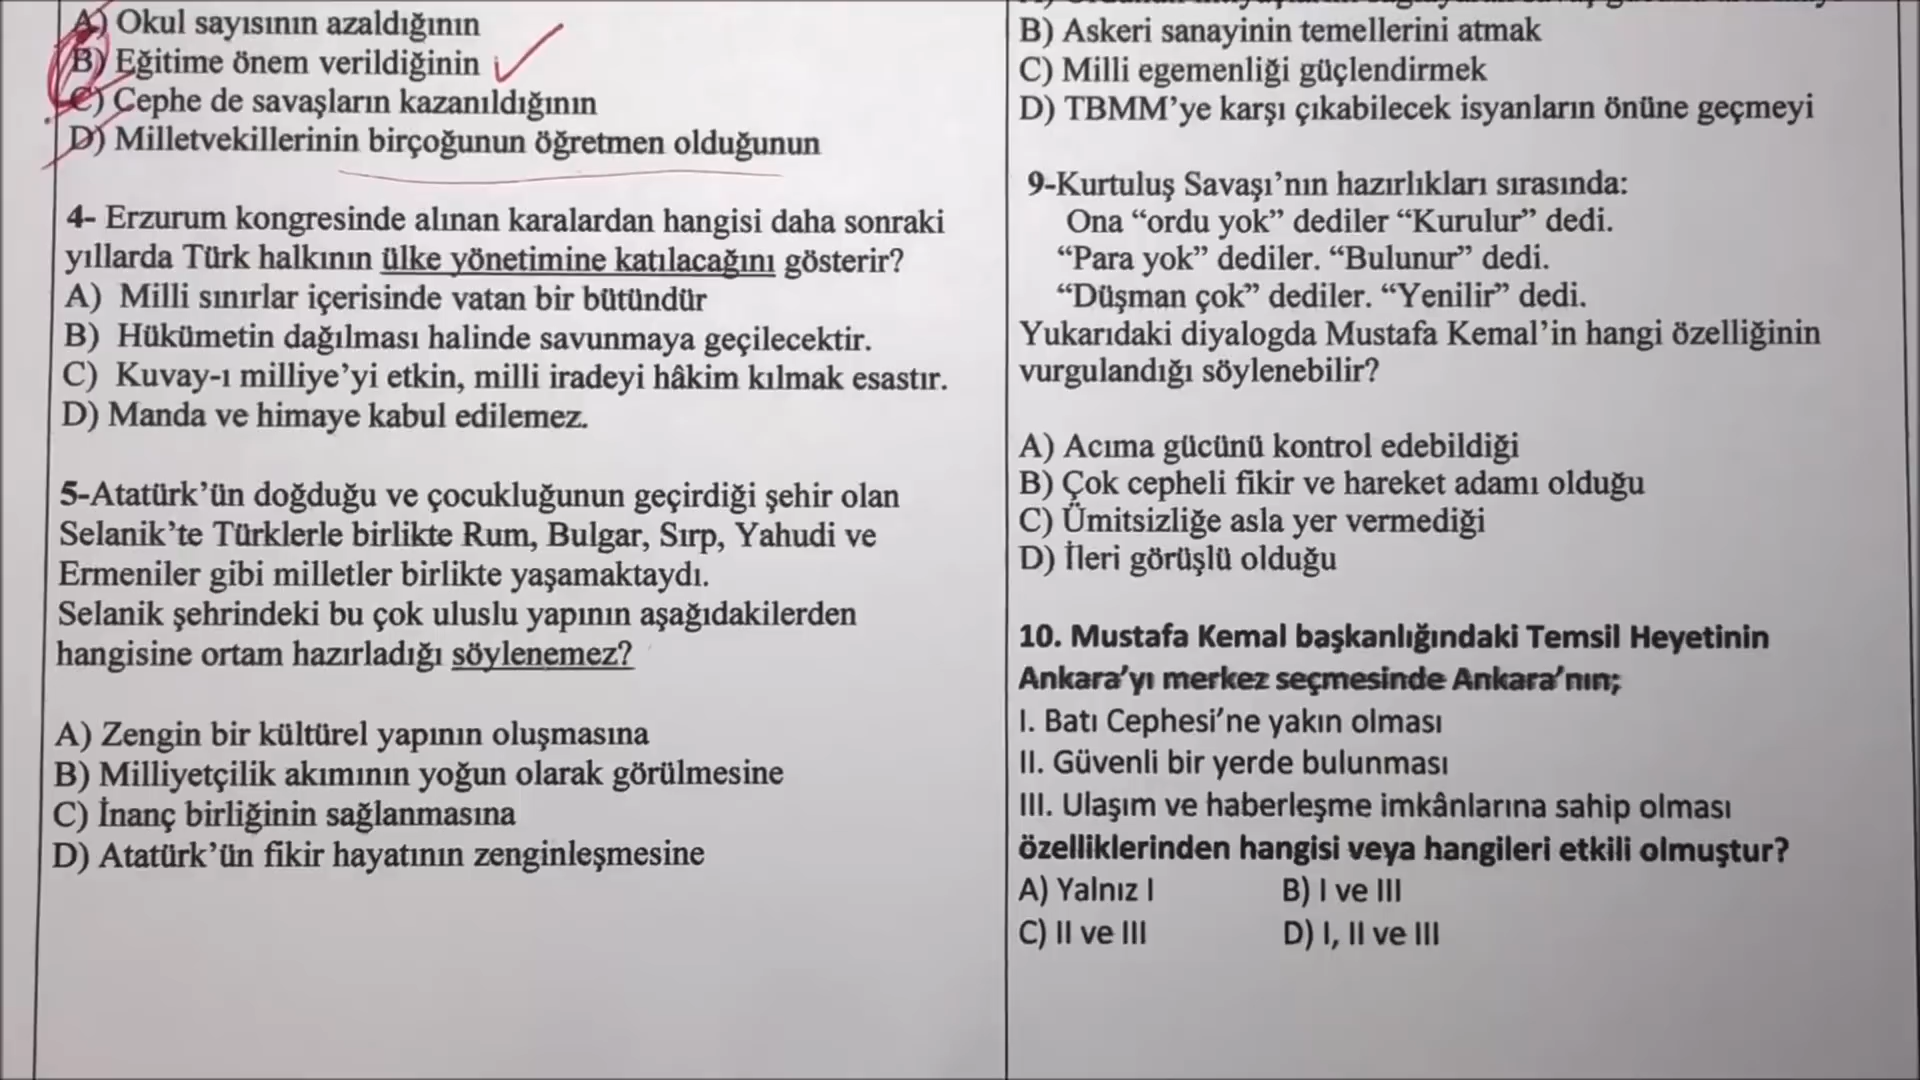 A) Okul sayısının azaldığının
B) Eğitime önem verildiğinin
C) Cephe de savaşların kazanıldığının
D) Milletvekillerinin birçoğunun öğretmen olduğunun
4- Erzurum kongresinde alınan karalardan hangisi daha sonraki
yıllarda Türk halkının ülke yönetimine katılacağını gösterir?
A) Milli sınırlar içerisinde vatan bir bütündür
B) Hükümetin dağılması halinde savunmaya geçilecektir.
C) Kuvay-ı milliye’yi etkin, milli iradeyi hâkim kılmak esastır.
D) Manda ve himaye kabul edilemez.
5-Atatürk’ün doğduğu ve çocukluğunun geçirdiği şehir olan
Selanik’te Türklerle birlikte Rum, Bulgar, Sırp, Yahudi ve
Ermeniler gibi milletler birlikte yaşamaktaydı.
Selanik şehrindeki bu çok uluslu yapının aşağıdakilerden
hangisine ortam hazırladığı söylenemez?
A) Zengin bir kültürel yapının oluşmasına
B) Milliyetçilik akımının yoğun olarak görülmesine
C) İnanç birliğinin sağlanmasına
D) Atatürk’ün fikir hayatının zenginleşmesine
B) Askeri sanayinin temellerini atmak
C) Milli egemenliği güçlendirmek
D) TBMM’ye karşı çıkabilecek isyanların önüne geçmeyi
9-Kurtuluş Savaşı’nın hazırlıkları sırasında:
Ona “ordu yok” dediler “Kurulur” dedi.
“Para yok” dediler. “Bulunur” dedi.
“Düşman çok” dediler. “Yenilir” dedi.
Yukarıdaki diyalogda Mustafa Kemal’in hangi özelliğinin
vurgulandığı söylenebilir?
A) Acıma gücünü kontrol edebildiği
B) Çok cepheli fikir ve hareket adamı olduğu
C) Ümitsizliğe asla yer vermediği
D) İleri görüşlü olduğu
10. Mustafa Kemal başkanlığındaki Temsil Heyetinin
Ankara’yı merkez seçmesinde Ankara’nın;
I. Batı Cephesi’ne yakın olması
II. Güvenli bir yerde bulunması
III. Ulaşım ve haberleşme imkânlarına sahip olması
özelliklerinden hangisi veya hangileri etkili olmuştur?
A) Yalnız I B) I ve III
C) II ve III D) I, II ve III